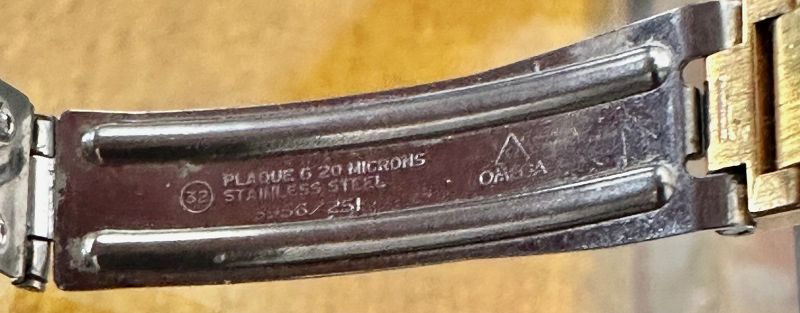 32
PLAQUE G 20 MICRONS
STAINLESS STEEL
OMEGA